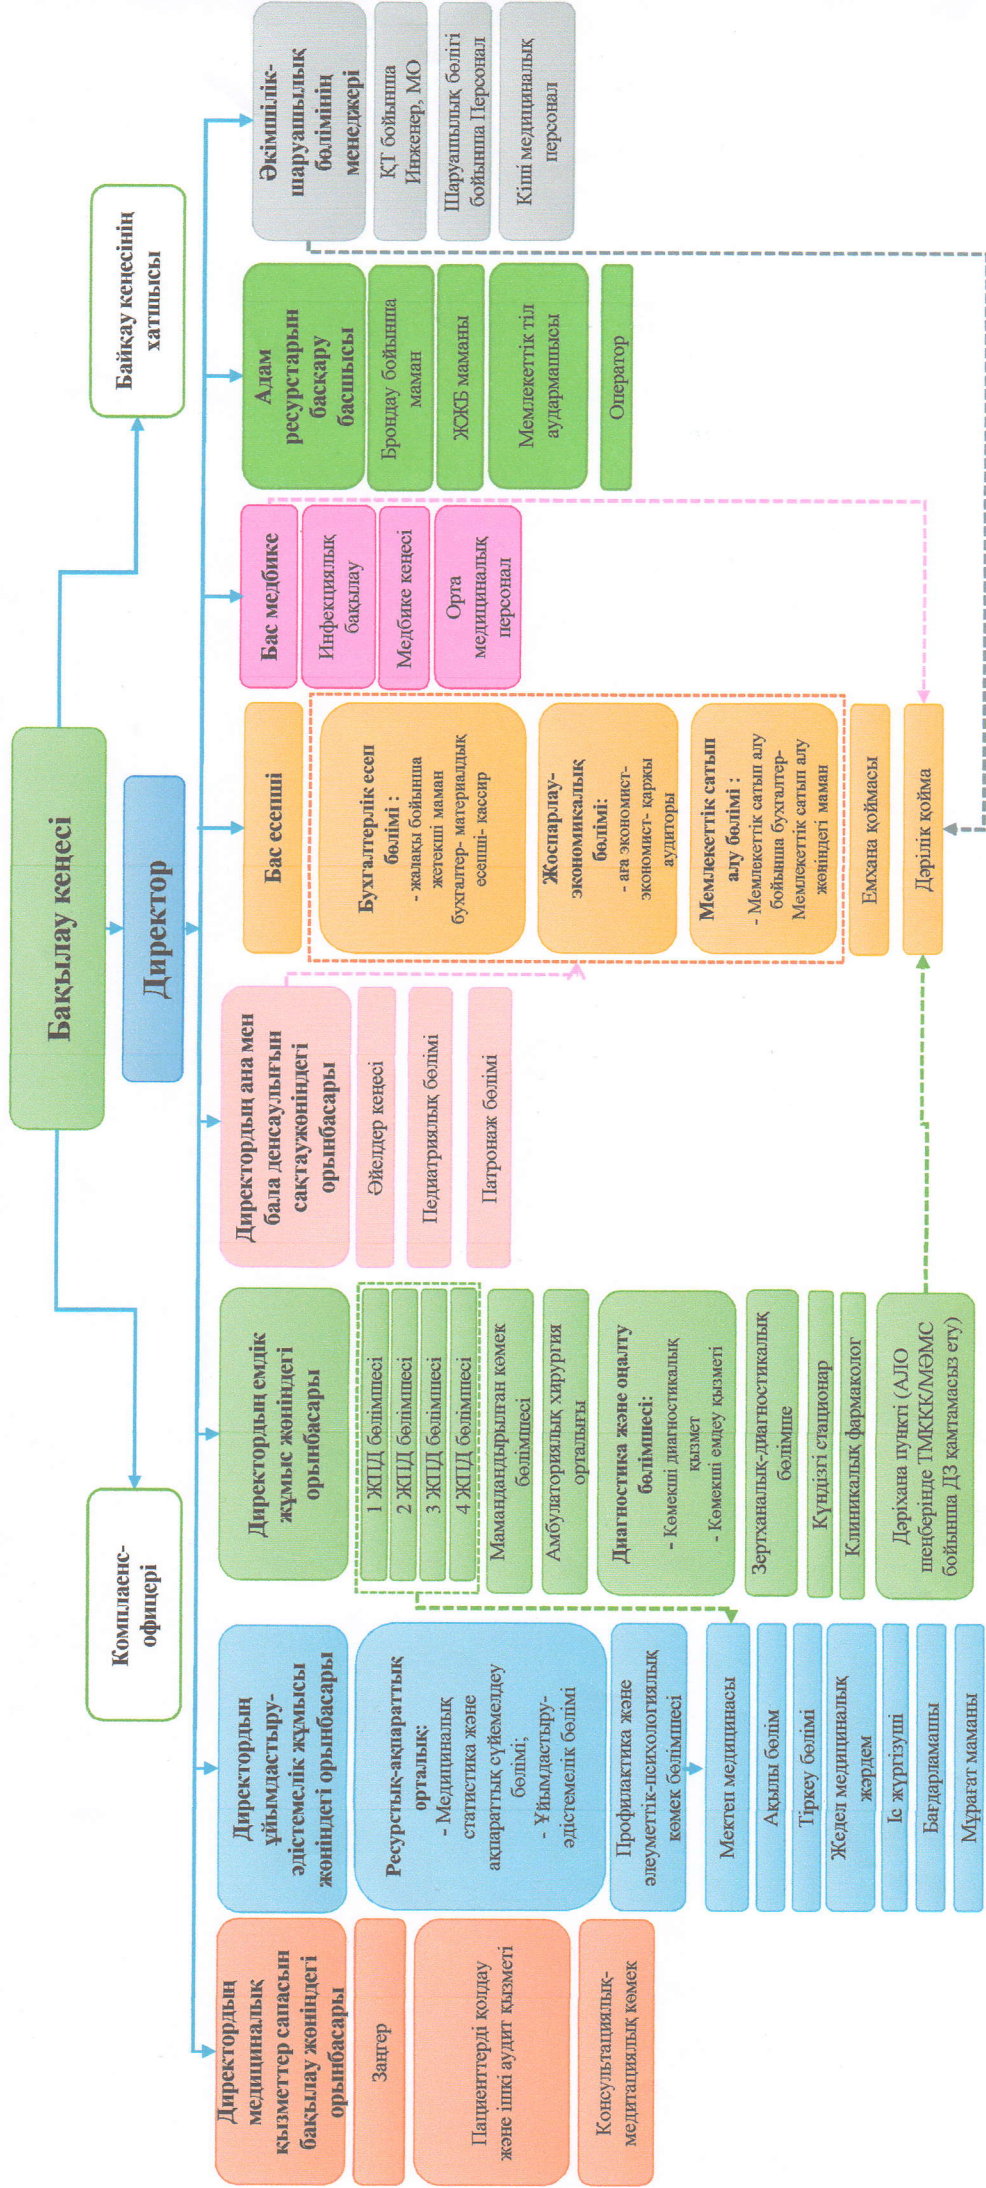 Бақылау кеңесі
Комплаенс-
офицері
Байқау кеңесінің
хатшысы
Директор
Директордың
медициналық
қызметтер сапасын
бақылау жөніндегі
орынбасары
Заңгер
Пациенттерді қолдау
және ішкі аудит қызметі
Консультациялық-
медитациялық көмек
Директордың
ұйымдастыру-
әдістемелік жұмысы
жөніндегі орынбасары
Ресурстық-ақпараттық
орталық:
- Медициналық
статистика және
ақпараттық сүйемелдеу
бөлімі;
- Ұйымдастыру-
әдістемелік бөлімі
Профилактика және
әлеуметтік-психологиялық
көмек бөлімшесі
Мектеп медицинасы
Ақылы бөлім
Тіркеу бөлімі
Жедел медициналық
жәрдем
Іс жүргізуші
Бағдарламашы
Мұрағат маманы
Директордың емдік
жұмыс жөніндегі
орынбасары
1 ЖПД бөлімшесі
2 ЖПД бөлімшесі
3 ЖПД бөлімшесі
4 ЖПД бөлімшесі
Мамандандырылған көмек
бөлімшесі
Амбулаториялық хирургия
орталығы
Диагностика және оңалту
бөлімшесі:
- Көмекші диагностикалық
қызмет
- Көмекші емдеу қызметі
Зертханалық-диагностикалық
бөлімше
Күндізгі стационар
Клиникалық фармаколог
Дәріхана пункті (АЛО
шеңберінде ТМККК/МӘМС
бойынша ДЗ қамтамасыз ету)
Директордың ана мен
бала денсаулығын
сақтаужөніндегі
орынбасары
Әйелдер кеңесі
Педиатриялық бөлімі
Патронаж бөлімі
Бас есепші
Бухгалтерлік есеп
бөлімі :
- жалақы бойынша
жетекші маман
бухгалтер- материалдық
есепші- кассир
Жоспарлау-
экономикалық
бөлімі:
- аға экономист-
экономист- қаржы
аудиторы
Мемлекеттік сатып
алу бөлімі :
- Мемлекеттік сатып алу
бойынша бухгалтер-
Мемлекеттік сатып алу
жөніндегі маман
Емхана қоймасы
Дәрілік қойма
Бас медбике
Инфекциялық
бақылау
Медбике кеңесі
Орта
медициналық
персонал
Адам
ресурстарын
басқару
басшысы
Брондау бойынша
маман
ЖЖБ маманы
Мемлекеттік тіл
аудармашысы
Оператор
Әкімшілік-
шаруашылық
бөлімінің
менеджері
ҚТ бойынша
Инженер, МО
Шаруашылық бөлігі
бойынша Персонал
Кіші медициналық
персонал